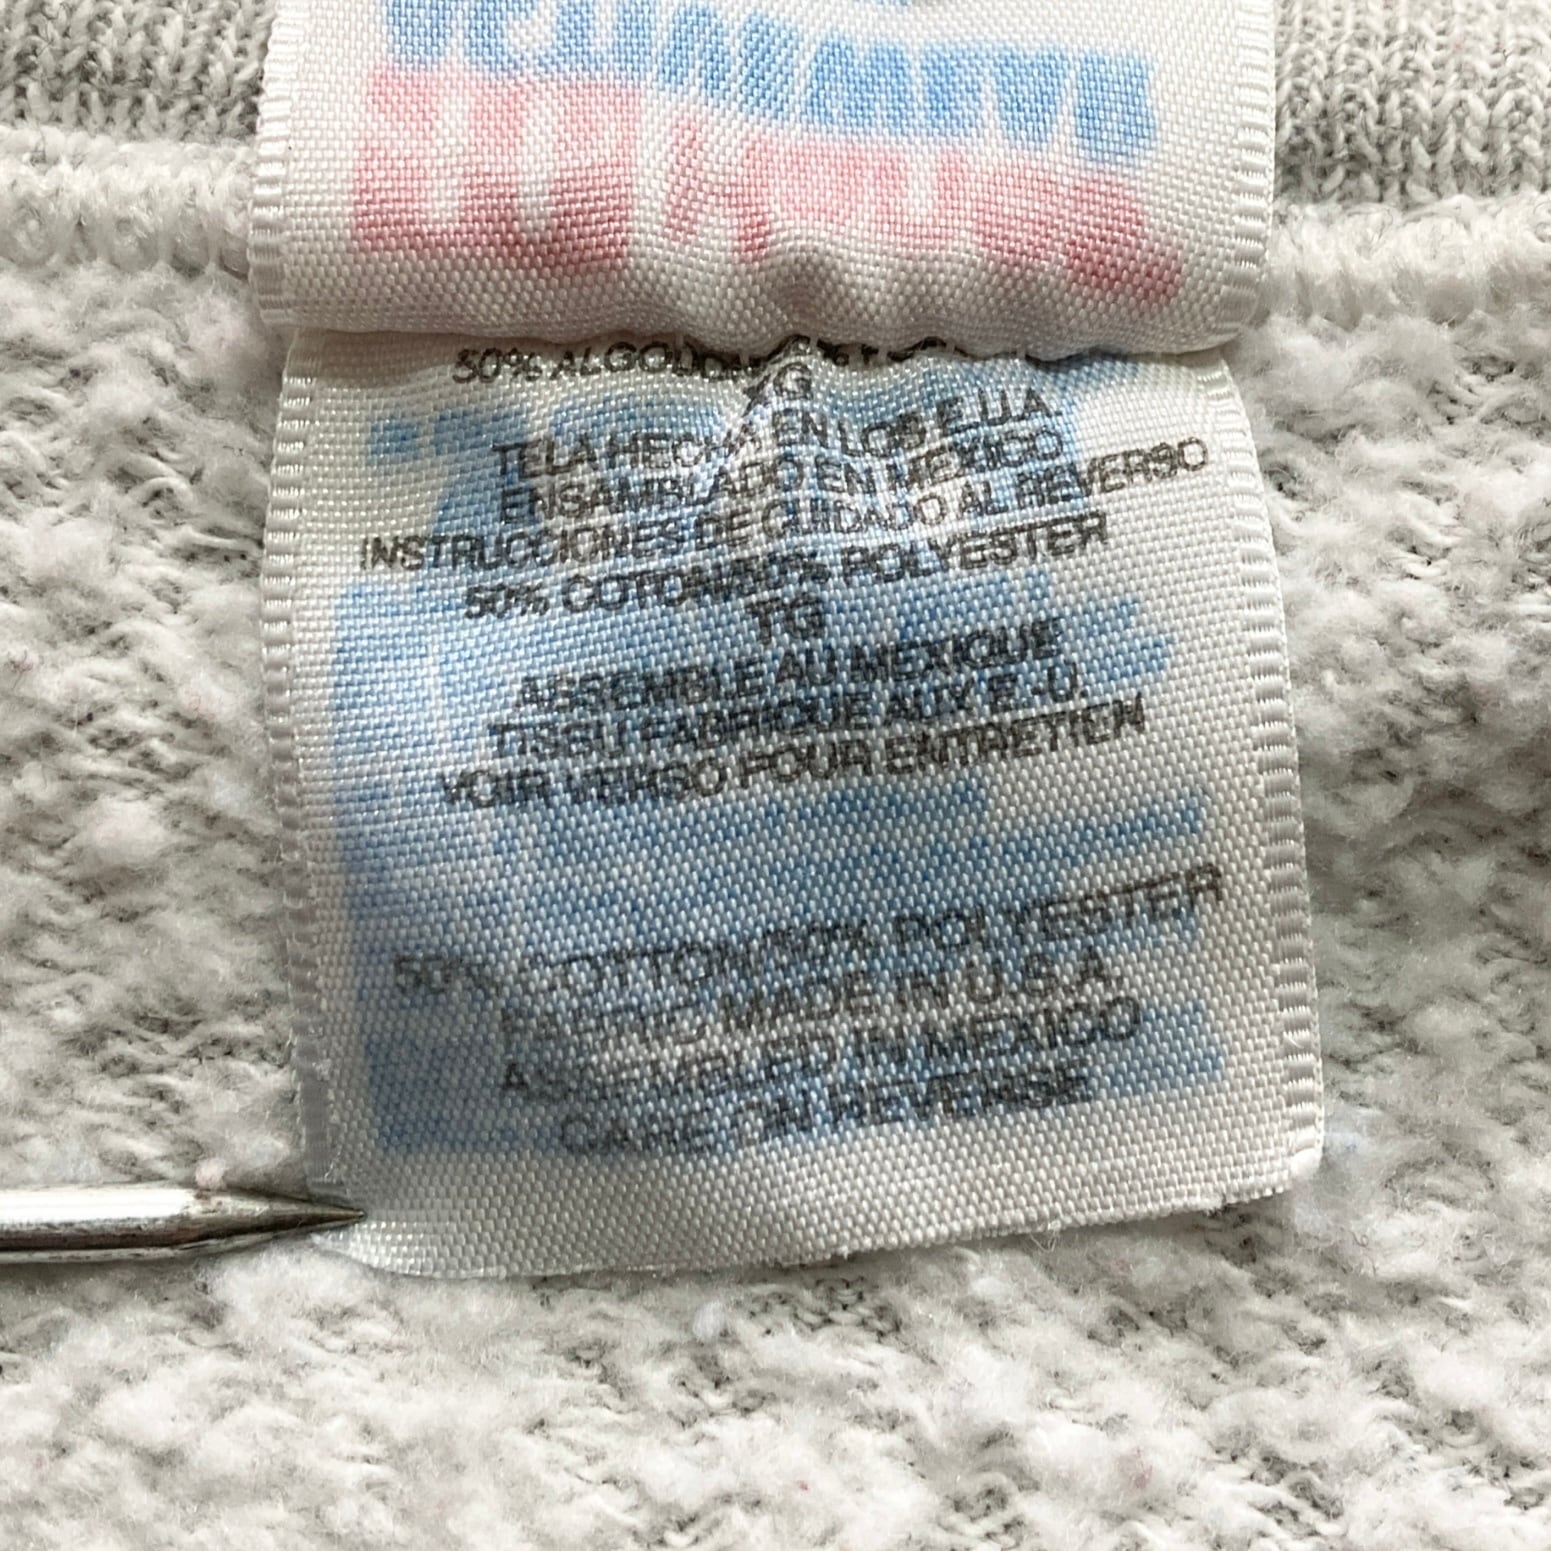 50% ALGODON
XG
TELA HECHA EN LOS E.U.A.
ENSAMBLADO EN MEXICO
INSTRUCCIONES DE CUIDADO AL REVERSO
50% COTON/50% POLYESTER
TG
ASSEMBLE AU MEXIQUE
TISSU FABRIQUE AUX E.-U.
VOIR VERSO POUR ENTRETIEN
50% COTTON/50% POLYESTER
FABRIC MADE IN U.S.A.
ASSEMBLED IN MEXICO
CARE ON REVERSE